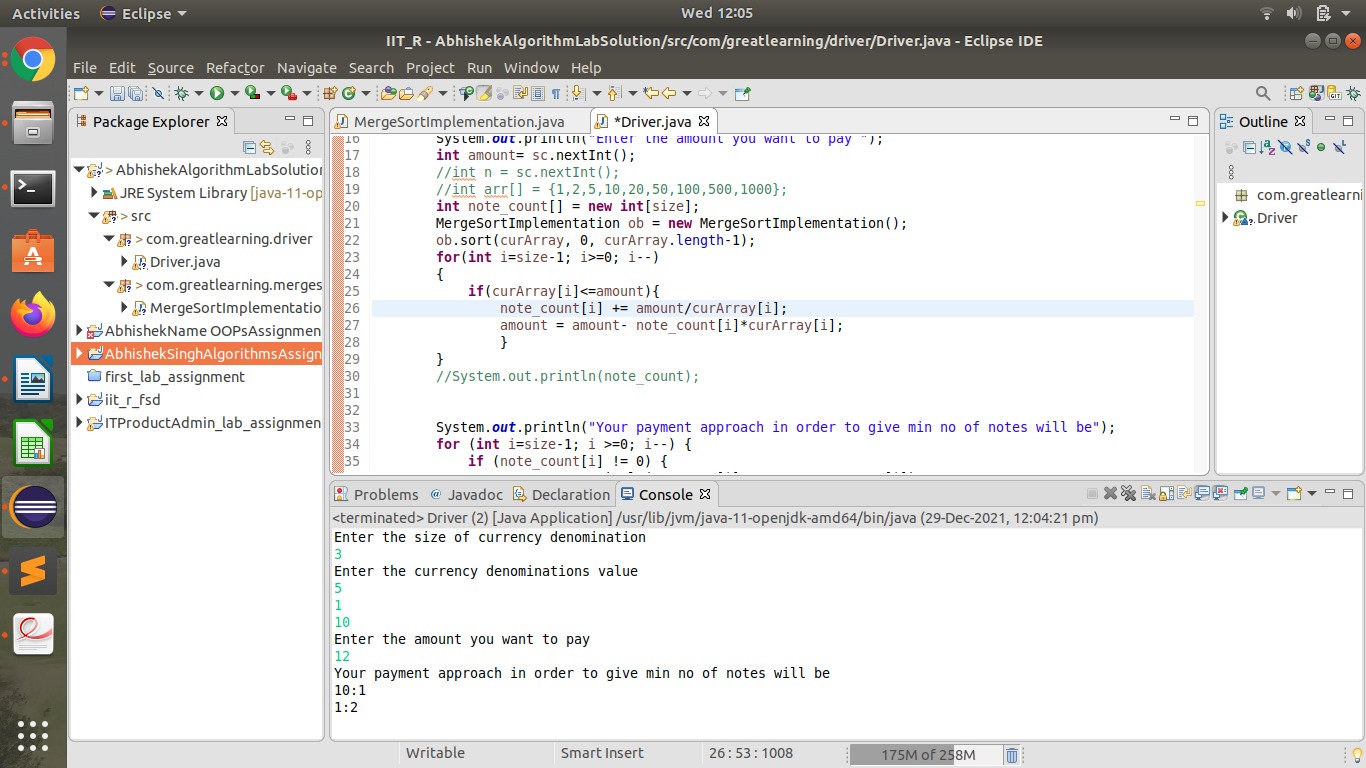 Activities Eclipse Wed 12:05
IIT_R - AbhishekAlgorithmLabSolution/src/com/greatlearning/driver/Driver.java - Eclipse IDE
File Edit Source Refactor Navigate Search Project Run Window Help
Package Explorer
> AbhishekAlgorithmLabSolution
JRE System Library [java-11-op
> src
> com.greatlearning.driver
Driver.java
> com.greatlearning.merges
MergeSortImplementatio
AbhishekName OOPsAssignmen
AbhishekSinghAlgorithmsAssign
first_lab_assignment
iit_r_fsd
ITProductAdmin_lab_assignmen
MergeSortImplementation.java *Driver.java
16 System.out.println("Enter the amount you want to pay ");
17 int amount= sc.nextInt();
18 //int n = sc.nextInt();
19 //int arr[] = {1,2,5,10,20,50,100,500,1000};
20 int note_count[] = new int[size];
21 MergeSortImplementation ob = new MergeSortImplementation();
22 ob.sort(curArray, 0, curArray.length-1);
23 for(int i=size-1; i>=0; i--)
24 {
25 if(curArray[i]<=amount){
26 note_count[i] += amount/curArray[i];
27 amount = amount- note_count[i]*curArray[i];
28 }
29 }
30 //System.out.println(note_count);
31
32
33 System.out.println("Your payment approach in order to give min no of notes will be");
34 for (int i=size-1; i >=0; i--) {
35 if (note_count[i] != 0) {
Outline
com.greatlearni
Driver
Problems @ Javadoc Declaration Console
<terminated> Driver (2) [Java Application] /usr/lib/jvm/java-11-openjdk-amd64/bin/java (29-Dec-2021, 12:04:21 pm)
Enter the size of currency denomination
3
Enter the currency denominations value
5
1
10
Enter the amount you want to pay
12
Your payment approach in order to give min no of notes will be
10:1
1:2
Writable Smart Insert 26 : 53 : 1008 175M of 258M